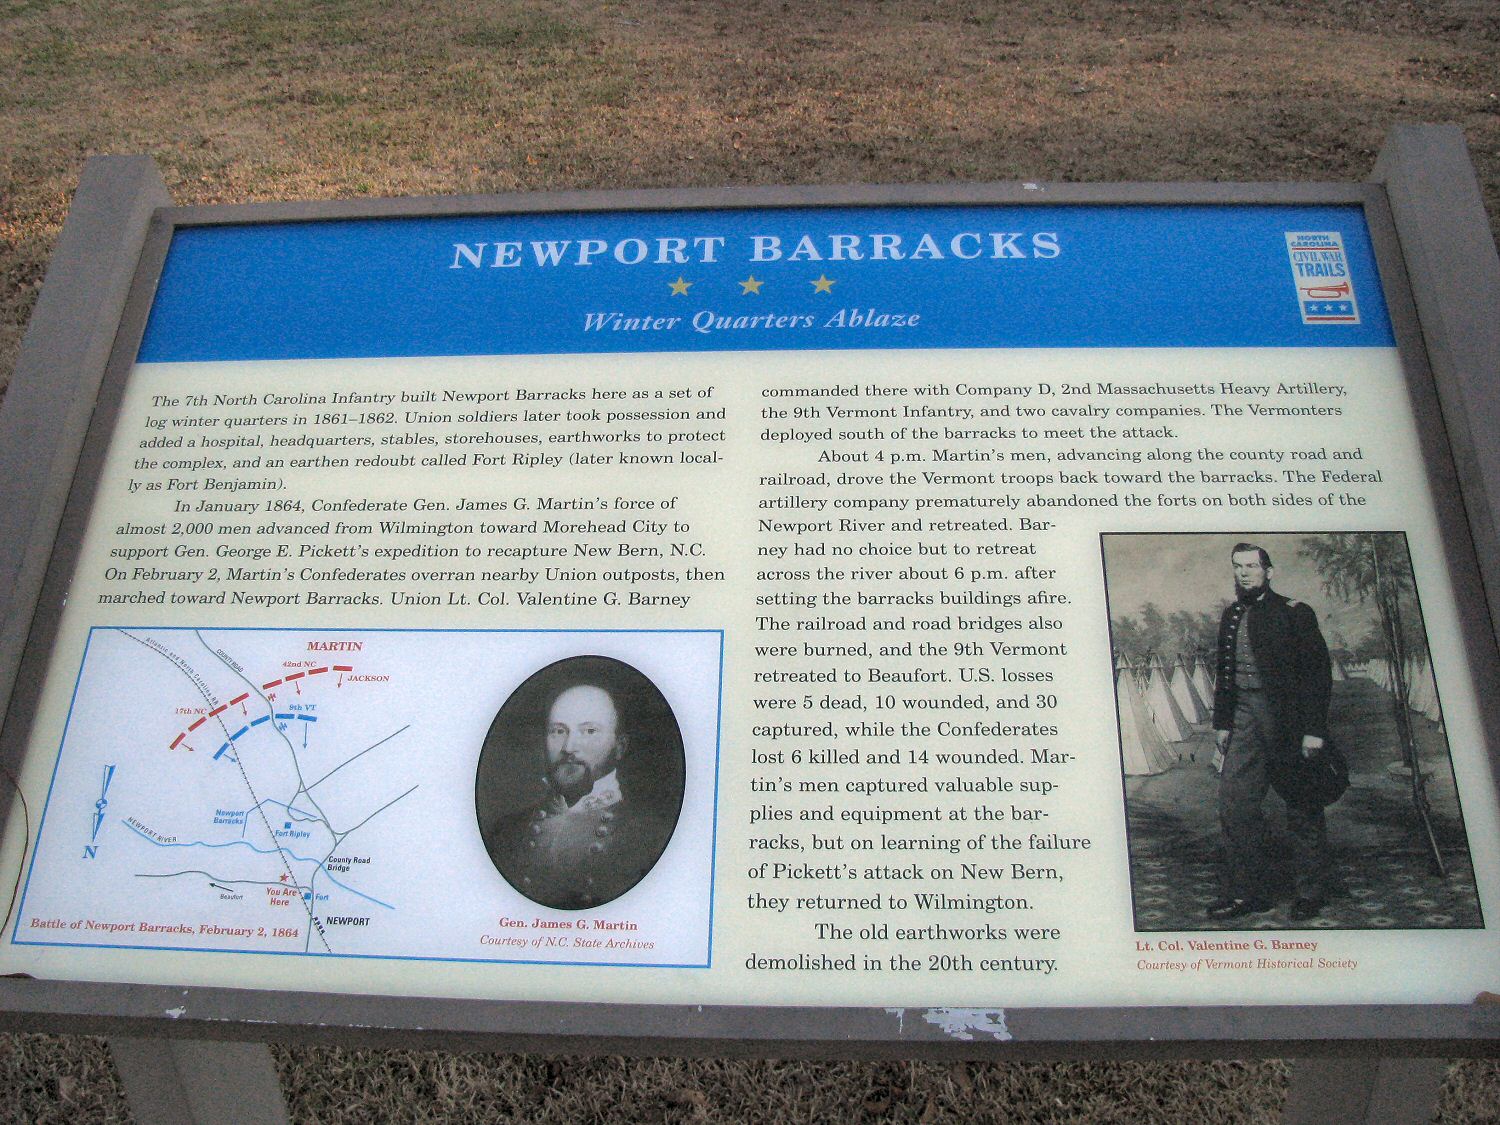 NEWPORT BARRACKS
Winter Quarters Ablaze
NORTH
CAROLINA
CIVIL WAR
TRAILS
The 7th North Carolina Infantry built Newport Barracks here as a set of
log winter quarters in 1861–1862. Union soldiers later took possession and
added a hospital, headquarters, stables, storehouses, earthworks to protect
the complex, and an earthen redoubt called Fort Ripley (later known local-
ly as Fort Benjamin).
In January 1864, Confederate Gen. James G. Martin's force of
almost 2,000 men advanced from Wilmington toward Morehead City to
support Gen. George E. Pickett's expedition to recapture New Bern, N.C.
On February 2, Martin's Confederates overran nearby Union outposts, then
marched toward Newport Barracks. Union Lt. Col. Valentine G. Barney
commanded there with Company D, 2nd Massachusetts Heavy Artillery,
the 9th Vermont Infantry, and two cavalry companies. The Vermonters
deployed south of the barracks to meet the attack.
About 4 p.m. Martin's men, advancing along the county road and
railroad, drove the Vermont troops back toward the barracks. The Federal
artillery company prematurely abandoned the forts on both sides of the
Newport River and retreated. Bar-
ney had no choice but to retreat
across the river about 6 p.m. after
setting the barracks buildings afire.
The railroad and road bridges also
were burned, and the 9th Vermont
retreated to Beaufort. U.S. losses
were 5 dead, 10 wounded, and 30
captured, while the Confederates
lost 6 killed and 14 wounded. Mar-
tin's men captured valuable sup-
plies and equipment at the bar-
racks, but on learning of the failure
of Pickett's attack on New Bern,
they returned to Wilmington.
The old earthworks were
demolished in the 20th century.
Atlantic and North Carolina RR
COUNTY ROAD
MARTIN
42nd NC
JACKSON
17th NC
9th VT
Newport
Barracks
Fort Ripley
NEWPORT RIVER
N
County Road
Bridge
Beaufort
You Are
Here
Fort
NEWPORT
Battle of Newport Barracks, February 2, 1864
Gen. James G. Martin
Courtesy of N.C. State Archives
Lt. Col. Valentine G. Barney
Courtesy of Vermont Historical Society